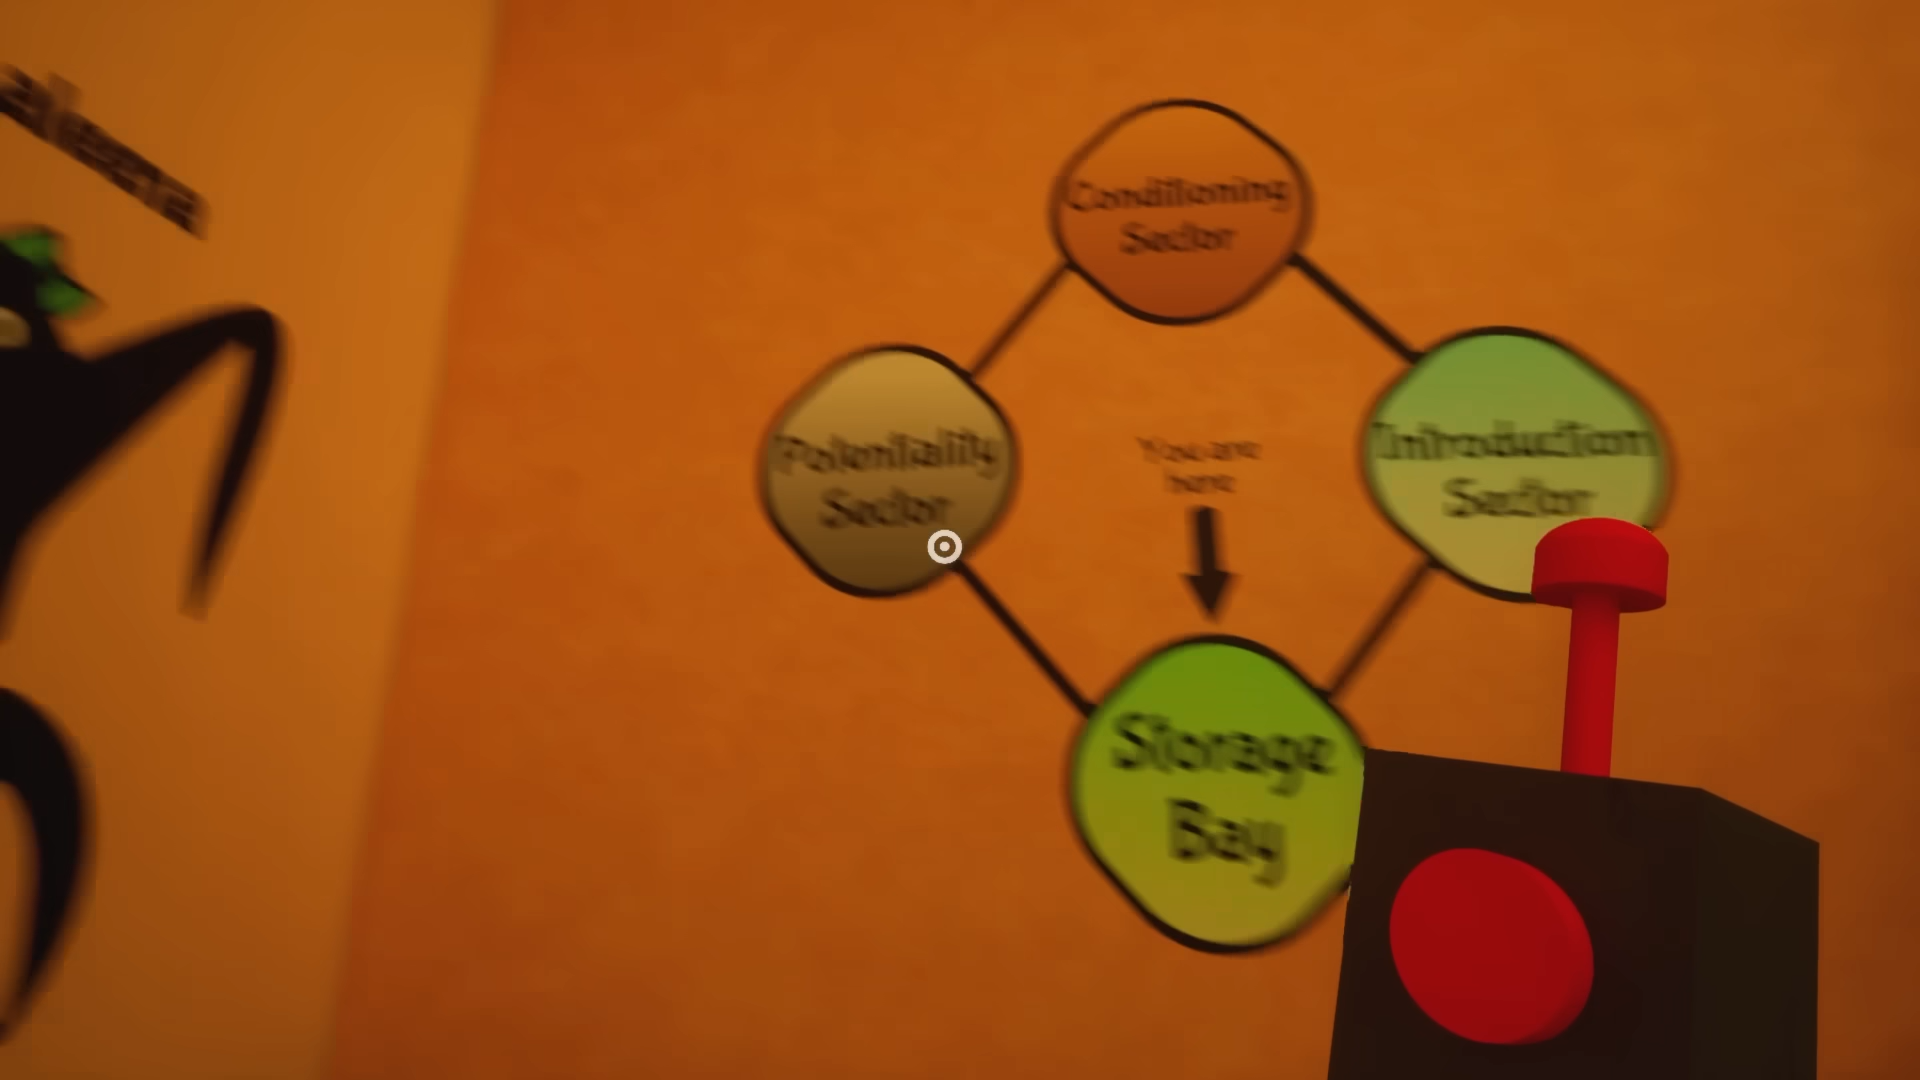 Conditioning
Sector
Potentiality
Sector
You are
here
Introduction
Sector
Storage
Bay